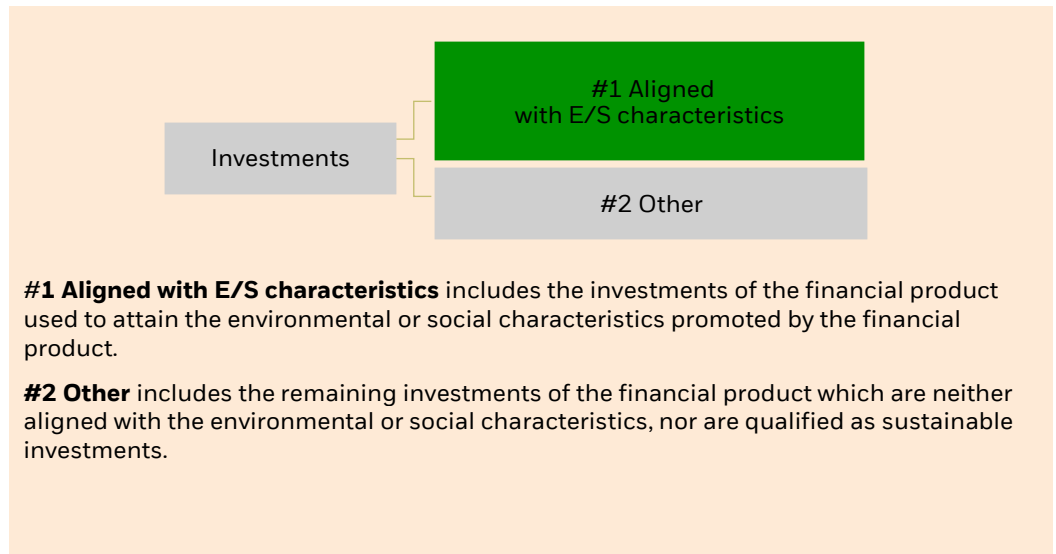 #1 Aligned
with E/S characteristics
Investments
#2 Other
#1 Aligned with E/S characteristics includes the investments of the financial product
used to attain the environmental or social characteristics promoted by the financial
product.
#2 Other includes the remaining investments of the financial product which are neither
aligned with the environmental or social characteristics, nor are qualified as sustainable
investments.